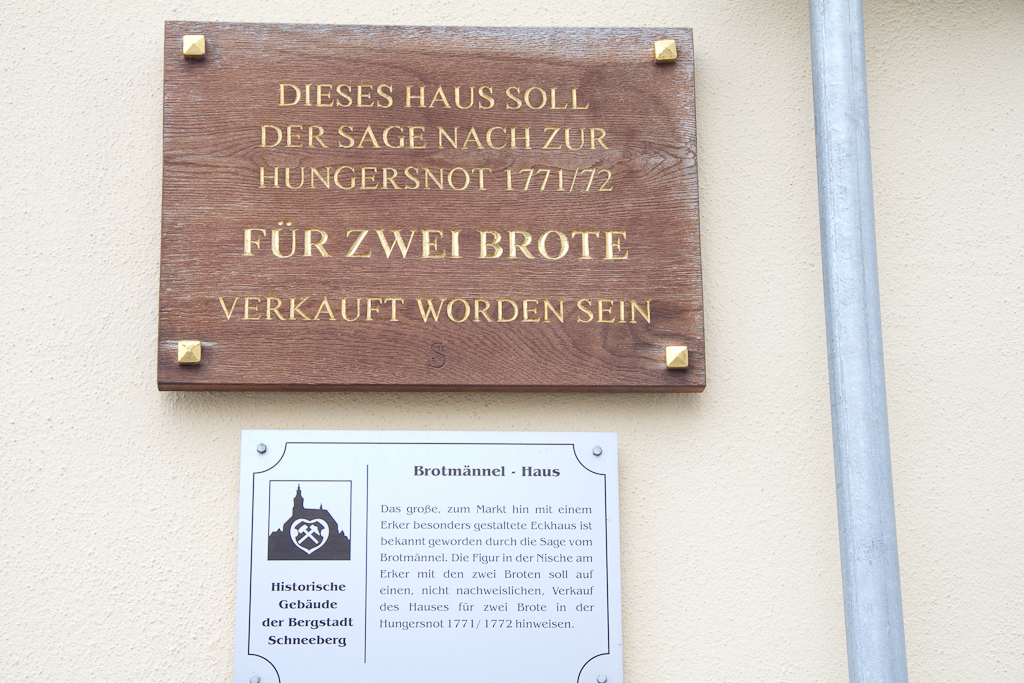 DIESES HAUS SOLL
DER SAGE NACH ZUR
HUNGERSNOT 1771/72
FÜR ZWEI BROTE
VERKAUFT WORDEN SEIN
S
Brotmännel - Haus
Das große, zum Markt hin mit einem
Erker besonders gestaltete Eckhaus ist
bekannt geworden durch die Sage vom
Brotmännel. Die Figur in der Nische am
Erker mit den zwei Broten soll auf
einen, nicht nachweislichen, Verkauf
des Hauses für zwei Brote in der
Hungersnot 1771/ 1772 hinweisen.
Historische
Gebäude
der Bergstadt
Schneeberg